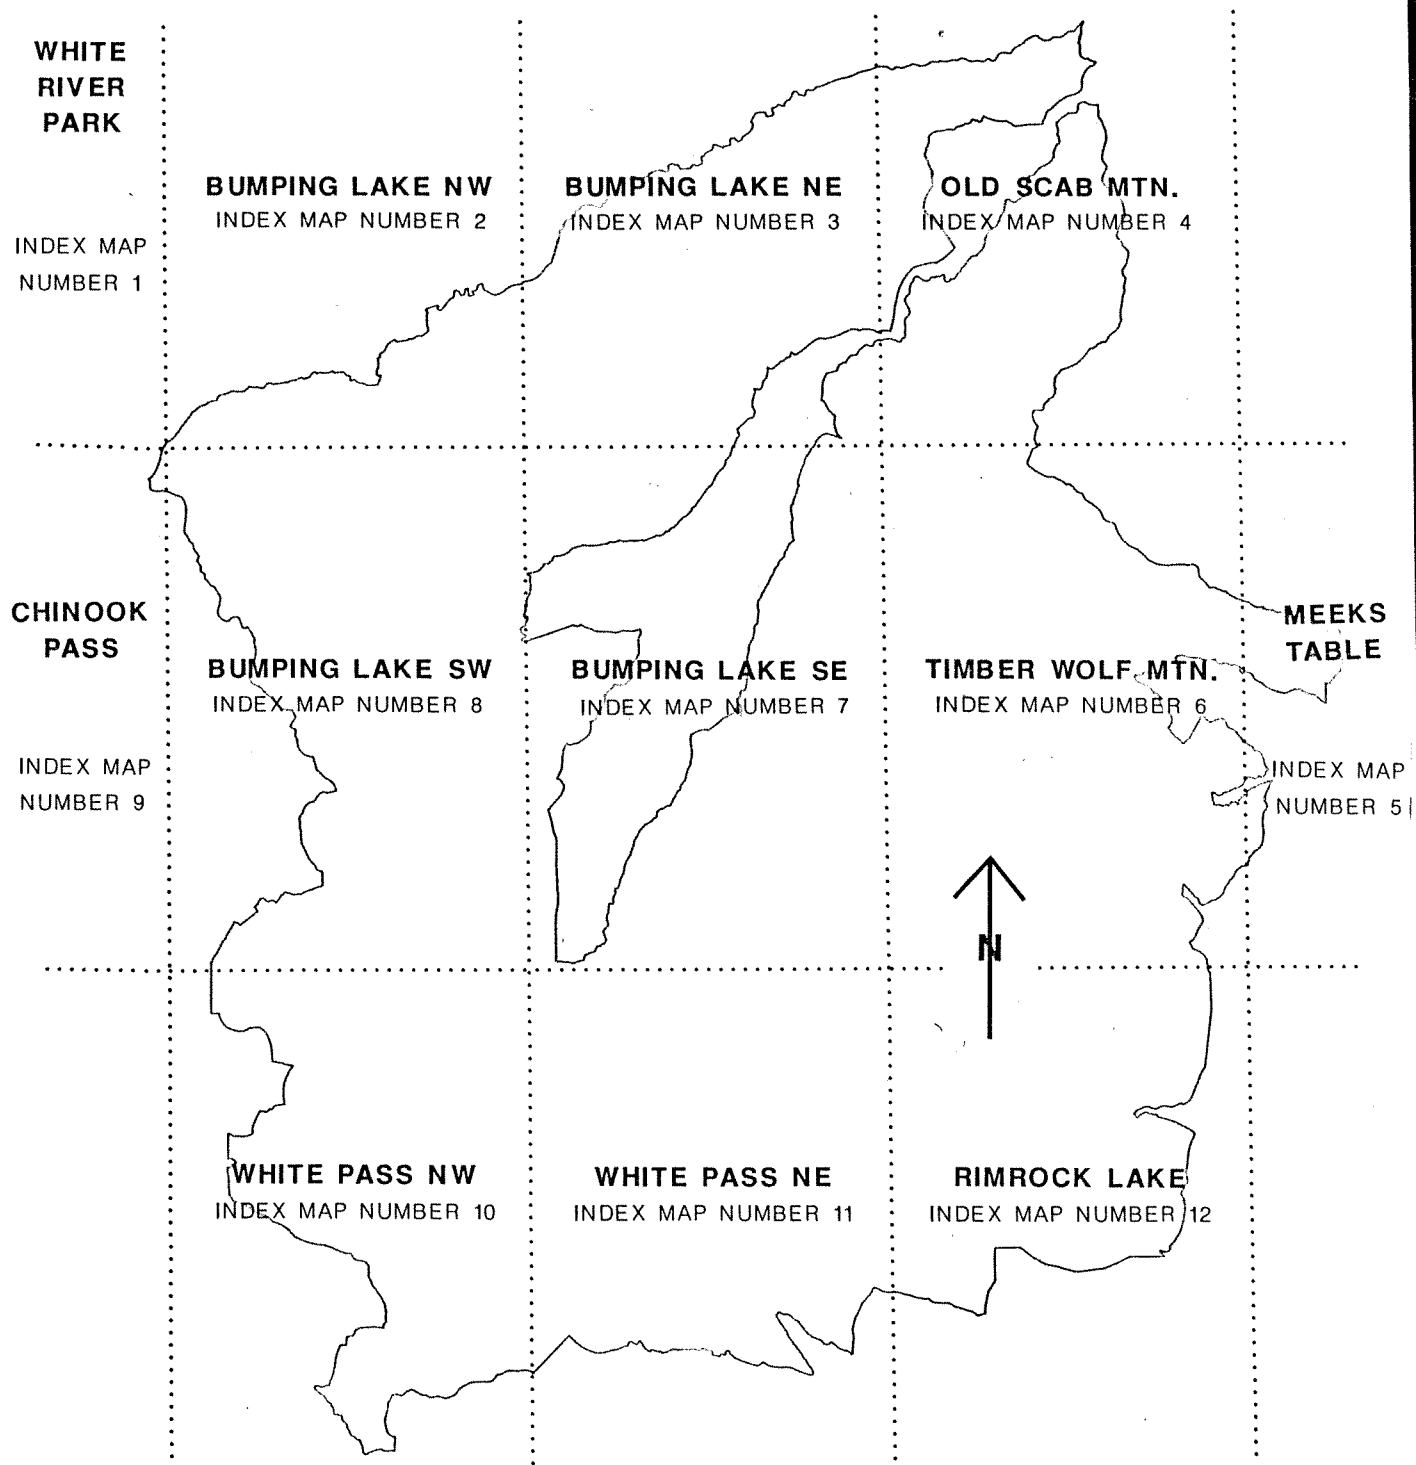 WHITE
RIVER
PARK
INDEX MAP
NUMBER 1
BUMPING LAKE NW
INDEX MAP NUMBER 2
BUMPING LAKE NE
INDEX MAP NUMBER 3
OLD SCAB MTN.
INDEX MAP NUMBER 4
CHINOOK
PASS
INDEX MAP
NUMBER 9
BUMPING LAKE SW
INDEX MAP NUMBER 8
BUMPING LAKE SE
INDEX MAP NUMBER 7
TIMBER WOLF MTN.
INDEX MAP NUMBER 6
MEEKS
TABLE
INDEX MAP
NUMBER 5
N
WHITE PASS NW
INDEX MAP NUMBER 10
WHITE PASS NE
INDEX MAP NUMBER 11
RIMROCK LAKE
INDEX MAP NUMBER 12